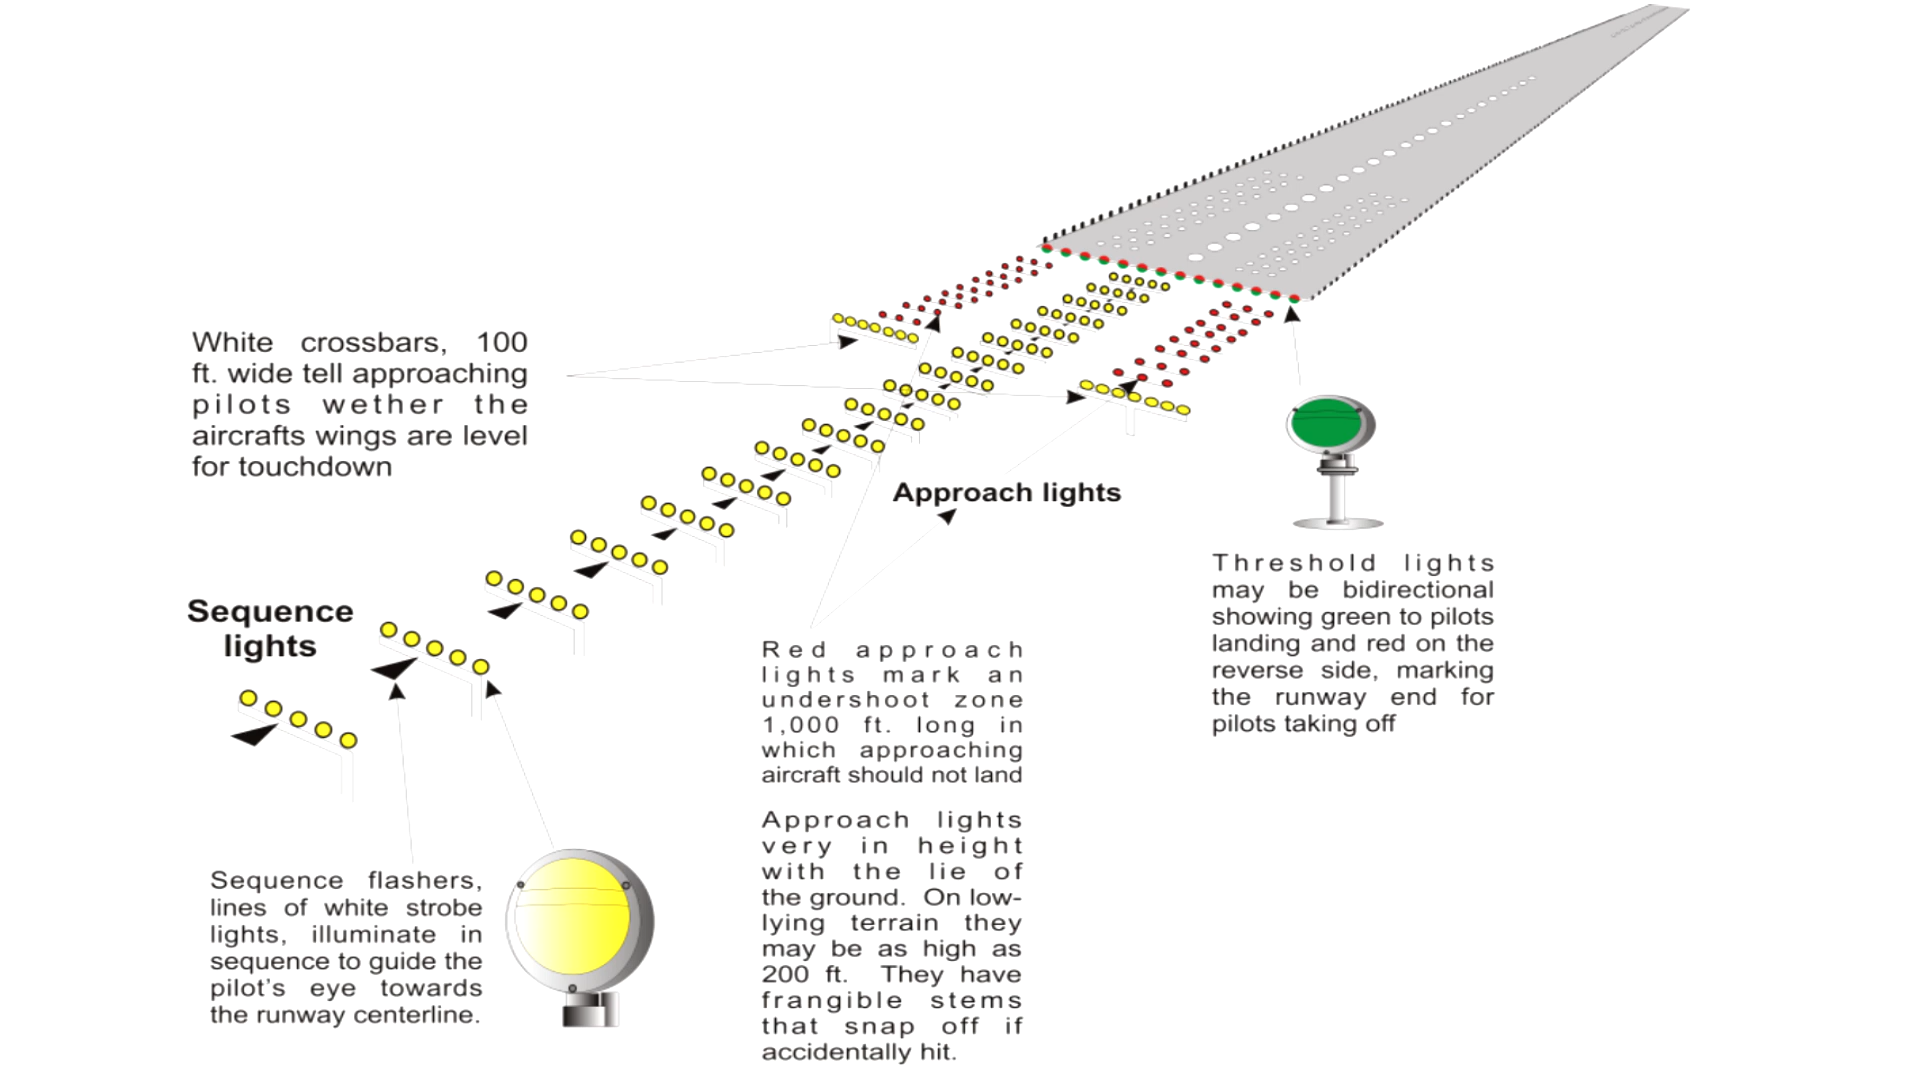 White crossbars, 100
ft. wide tell approaching
pilots wether the
aircrafts wings are level
for touchdown
Approach lights
Sequence
lights
Threshold lights
may be bidirectional
showing green to pilots
landing and red on the
reverse side, marking
the runway end for
pilots taking off
Red approach
lights mark an
undershoot zone
1,000 ft. long in
which approaching
aircraft should not land
Approach lights
very in height
with the lie of
the ground. On low-
lying terrain they
may be as high as
200 ft. They have
frangible stems
that snap off if
accidentally hit.
Sequence flashers,
lines of white strobe
lights, illuminate in
sequence to guide the
pilot's eye towards
the runway centerline.